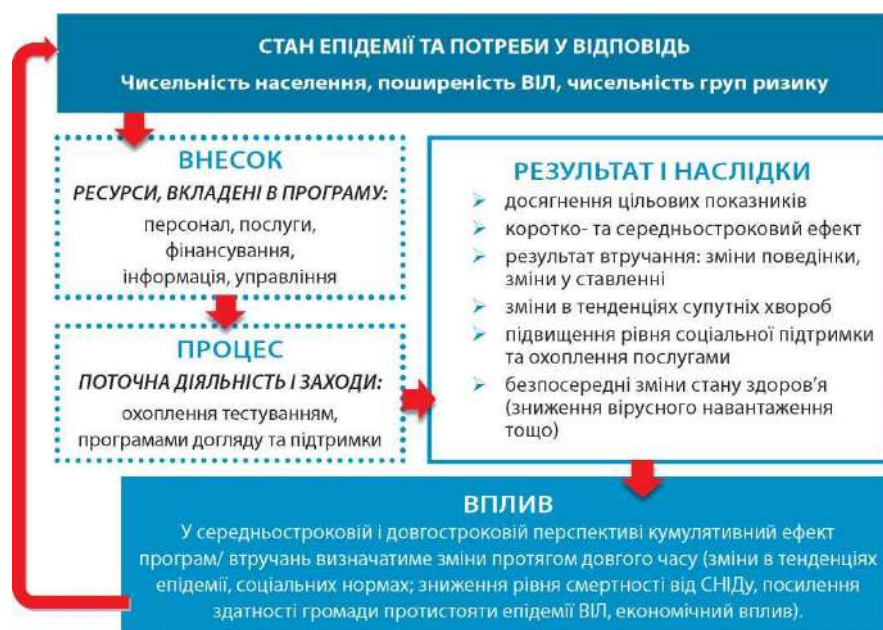 СТАН ЕПІДЕМІЇ ТА ПОТРЕБИ У ВІДПОВІДЬ
Чисельність населення, поширеність ВІЛ, чисельність груп ризику
ВНЕСОК
РЕСУРСИ, ВКЛАДЕНІ В ПРОГРАМУ:
персонал, послуги,
фінансування,
інформація, управління
ПРОЦЕС
ПОТОЧНА ДІЯЛЬНІСТЬ І ЗАХОДИ:
охоплення тестуванням,
програмами догляду та підтримки
РЕЗУЛЬТАТ І НАСЛІДКИ
досягнення цільових показників
коротко- та середньостроковий ефект
результат втручання: зміни поведінки,
зміни у ставленні
зміни в тенденціях супутніх хвороб
підвищення рівня соціальної підтримки
та охоплення послугами
безпосередні зміни стану здоров’я
(зниження вірусного навантаження
тощо)
ВПЛИВ
У середньостроковій і довгостроковій перспективі кумулятивний ефект
програм/ втручань визначатиме зміни протягом довгого часу (зміни в тенденціях
епідемії, соціальних нормах; зниження рівня смертності від СНІДу, посилення
здатності громади протистояти епідемії ВІЛ, економічний вплив).